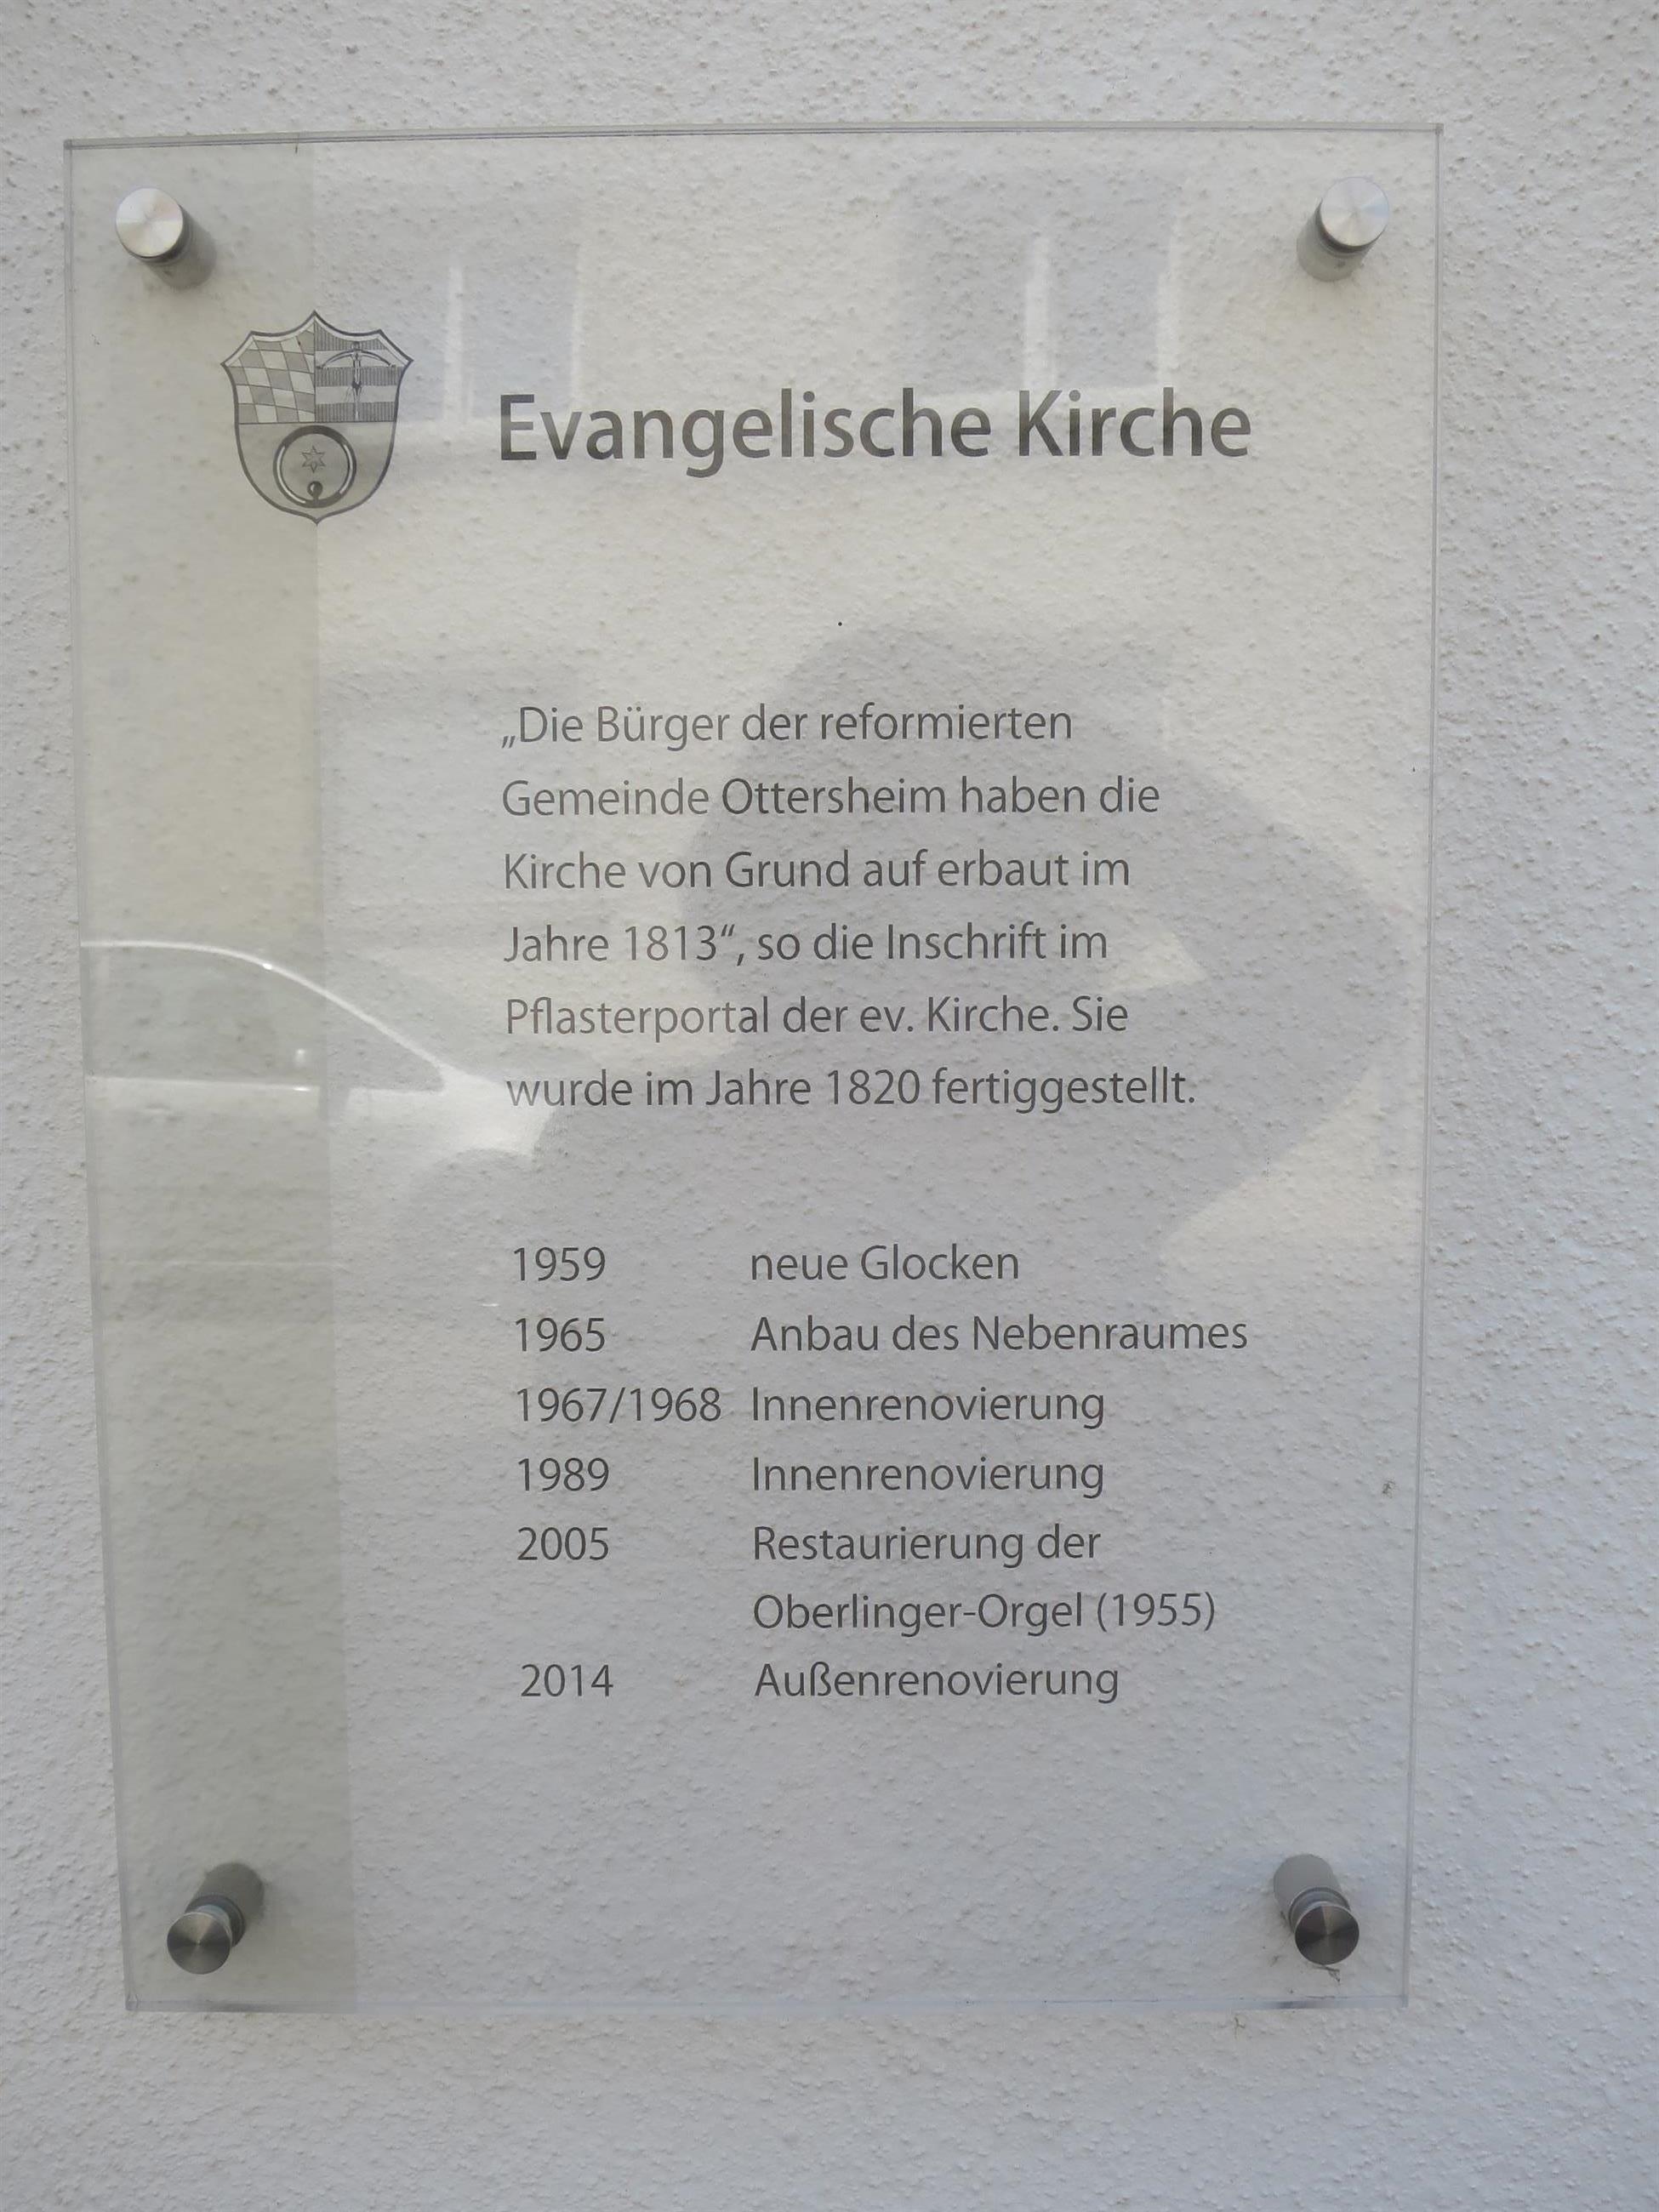 Evangelische Kirche
„Die Bürger der reformierten
Gemeinde Ottersheim haben die
Kirche von Grund auf erbaut im
Jahre 1813“, so die Inschrift im
Pflasterportal der ev. Kirche. Sie
wurde im Jahre 1820 fertiggestellt.
1959 neue Glocken
1965 Anbau des Nebenraumes
1967/1968 Innenrenovierung
1989 Innenrenovierung
2005 Restaurierung der
Oberlinger-Orgel (1955)
2014 Außenrenovierung